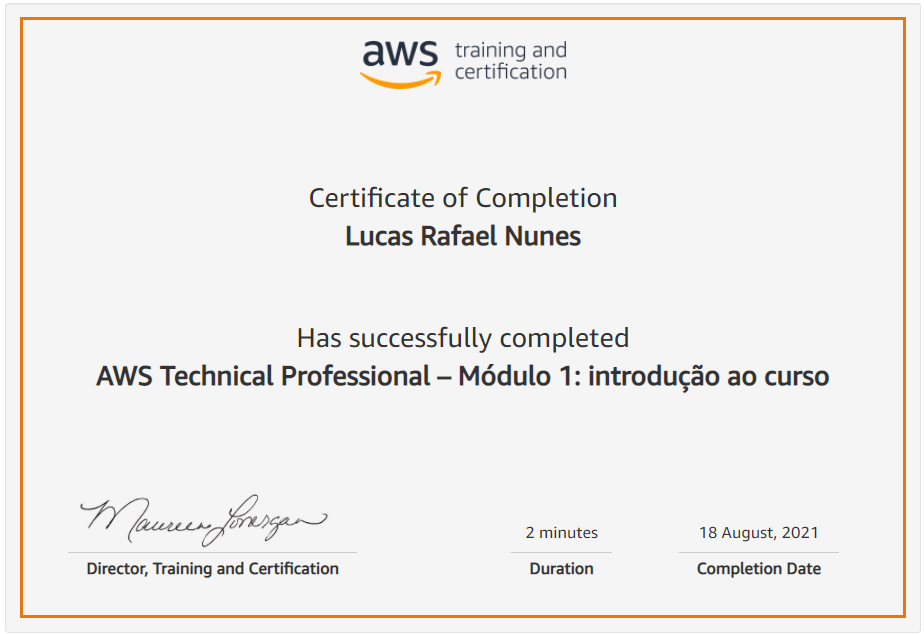 aws training and
certification
Certificate of Completion
Lucas Rafael Nunes
Has successfully completed
AWS Technical Professional – Módulo 1: introdução ao curso
Maureen Lonergan
2 minutes
18 August, 2021
Director, Training and Certification
Duration
Completion Date